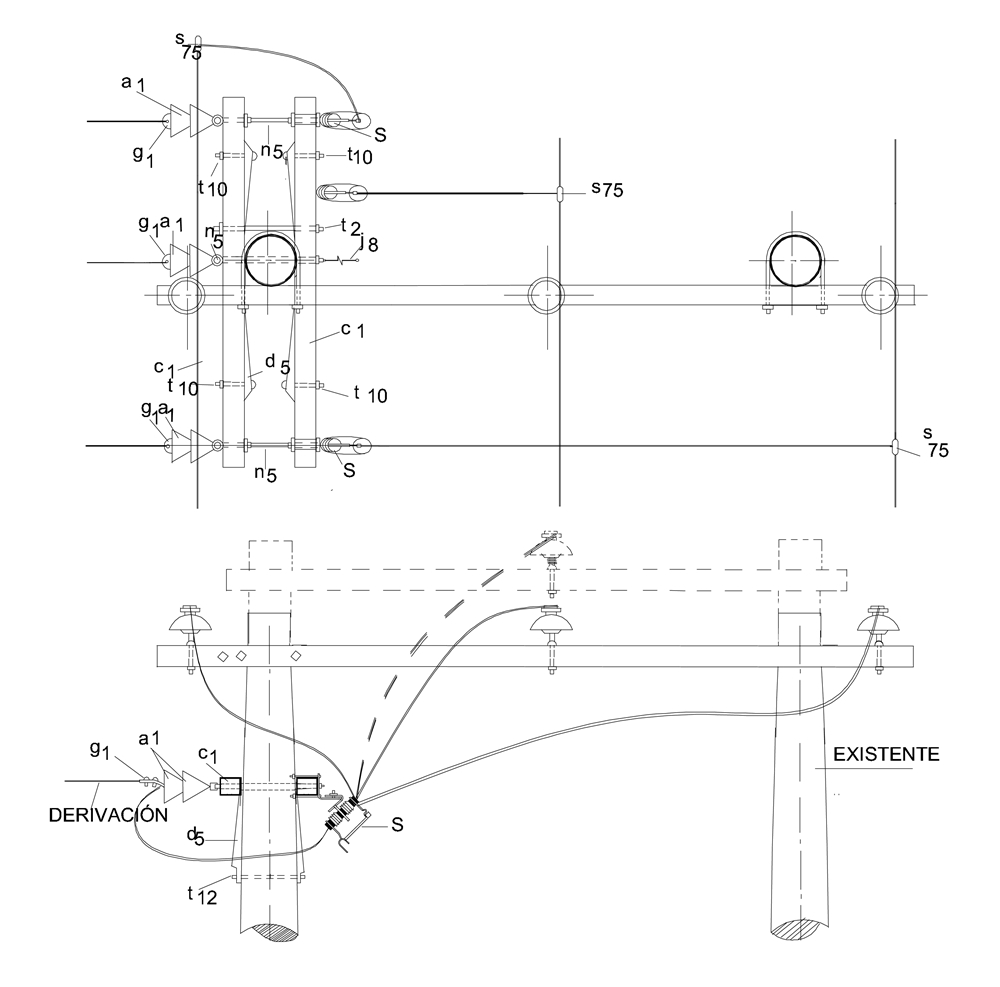 s
75
a 1
g 1
n 5
S
t 10
t 10
s 75
g 1 a 1
n 5
t 2
j 8
c 1
c 1
d 5
t 10
t 10
g 1 a 1
n 5
S
s
75
g 1
a 1
c 1
EXISTENTE
DERIVACIÓN
d 5
S
t 12